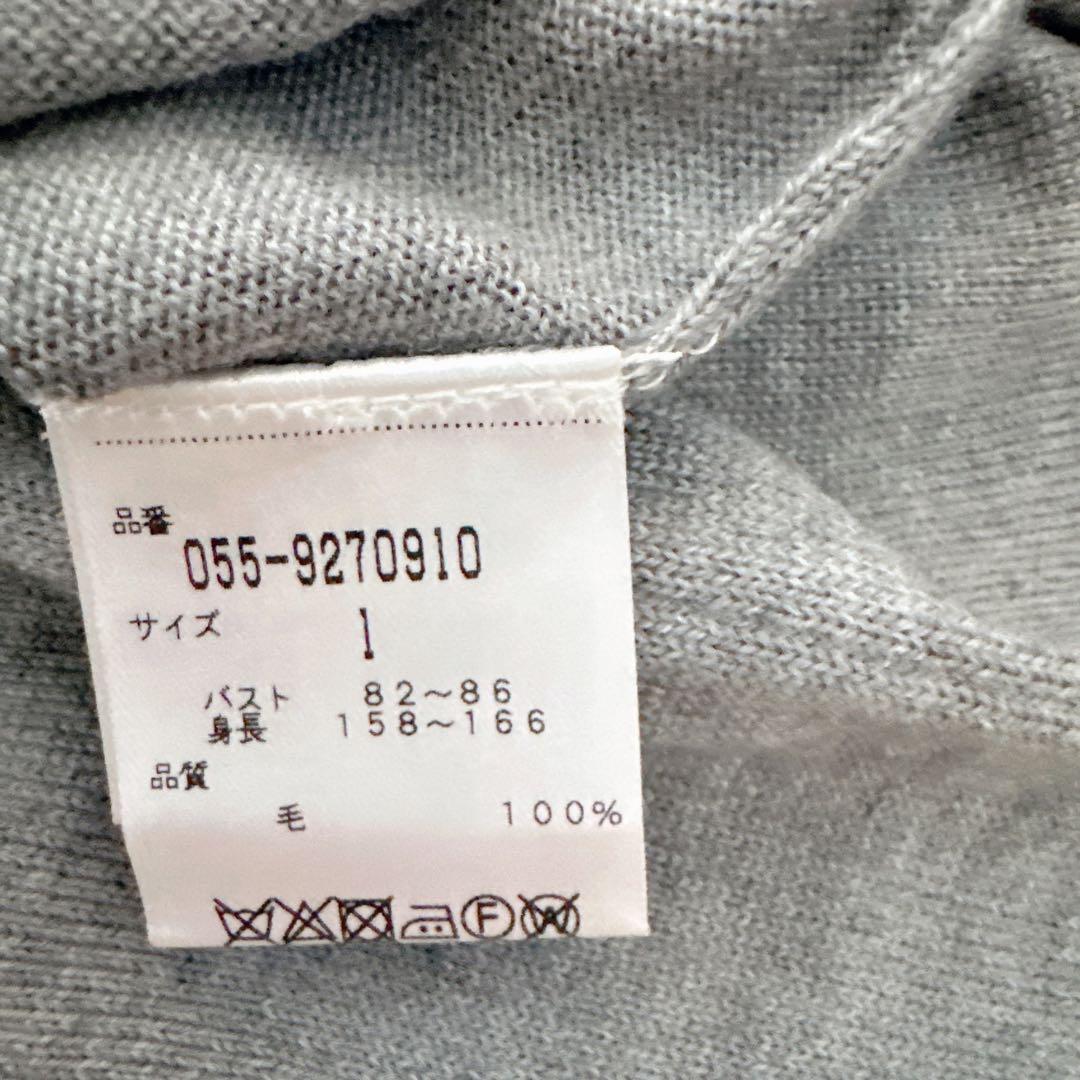 品番
055-9270910
サイズ 1
バスト 82～86
身長 158～166
品質
毛 100%
F W